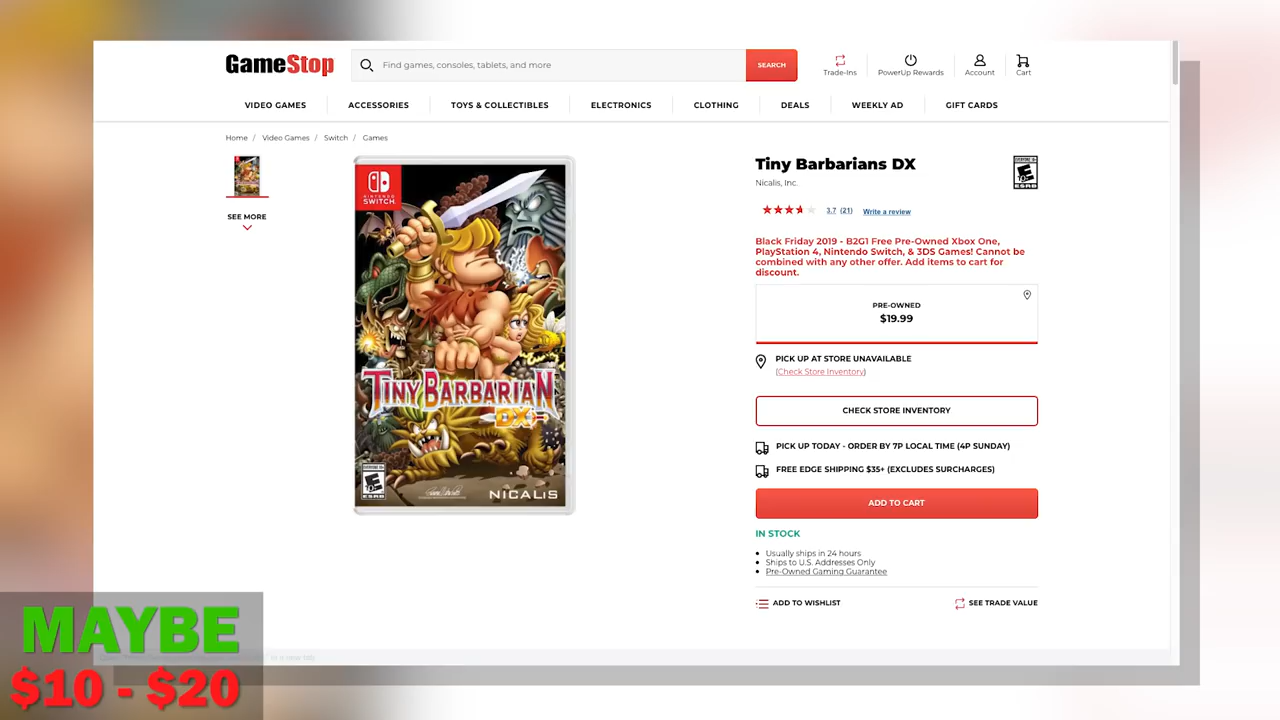 GameStop
Find games, consoles, tablets, and more
SEARCH
Trade-Ins
PowerUp Rewards
Account
Cart
VIDEO GAMES
ACCESSORIES
TOYS & COLLECTIBLES
ELECTRONICS
CLOTHING
DEALS
WEEKLY AD
GIFT CARDS
Home / Video Games / Switch / Games
SEE MORE
NINTENDO
SWITCH
TINY BARBARIAN
DX
EVERYONE 10+
E
ESRB
NICALIS
Tiny Barbarians DX
Nicalis, Inc.
EVERYONE 10+
E
ESRB
3.7 (21) Write a review
Black Friday 2019 - B2G1 Free Pre-Owned Xbox One,
PlayStation 4, Nintendo Switch, & 3DS Games! Cannot be
combined with any other offer. Add items to cart for
discount.
PRE-OWNED
$19.99
PICK UP AT STORE UNAVAILABLE
(Check Store Inventory)
CHECK STORE INVENTORY
PICK UP TODAY - ORDER BY 7P LOCAL TIME (4P SUNDAY)
FREE EDGE SHIPPING $35+ (EXCLUDES SURCHARGES)
ADD TO CART
IN STOCK
Usually ships in 24 hours
Ships to U.S. Addresses Only
Pre-Owned Gaming Guarantee
ADD TO WISHLIST
SEE TRADE VALUE
MAYBE
$10 - $20